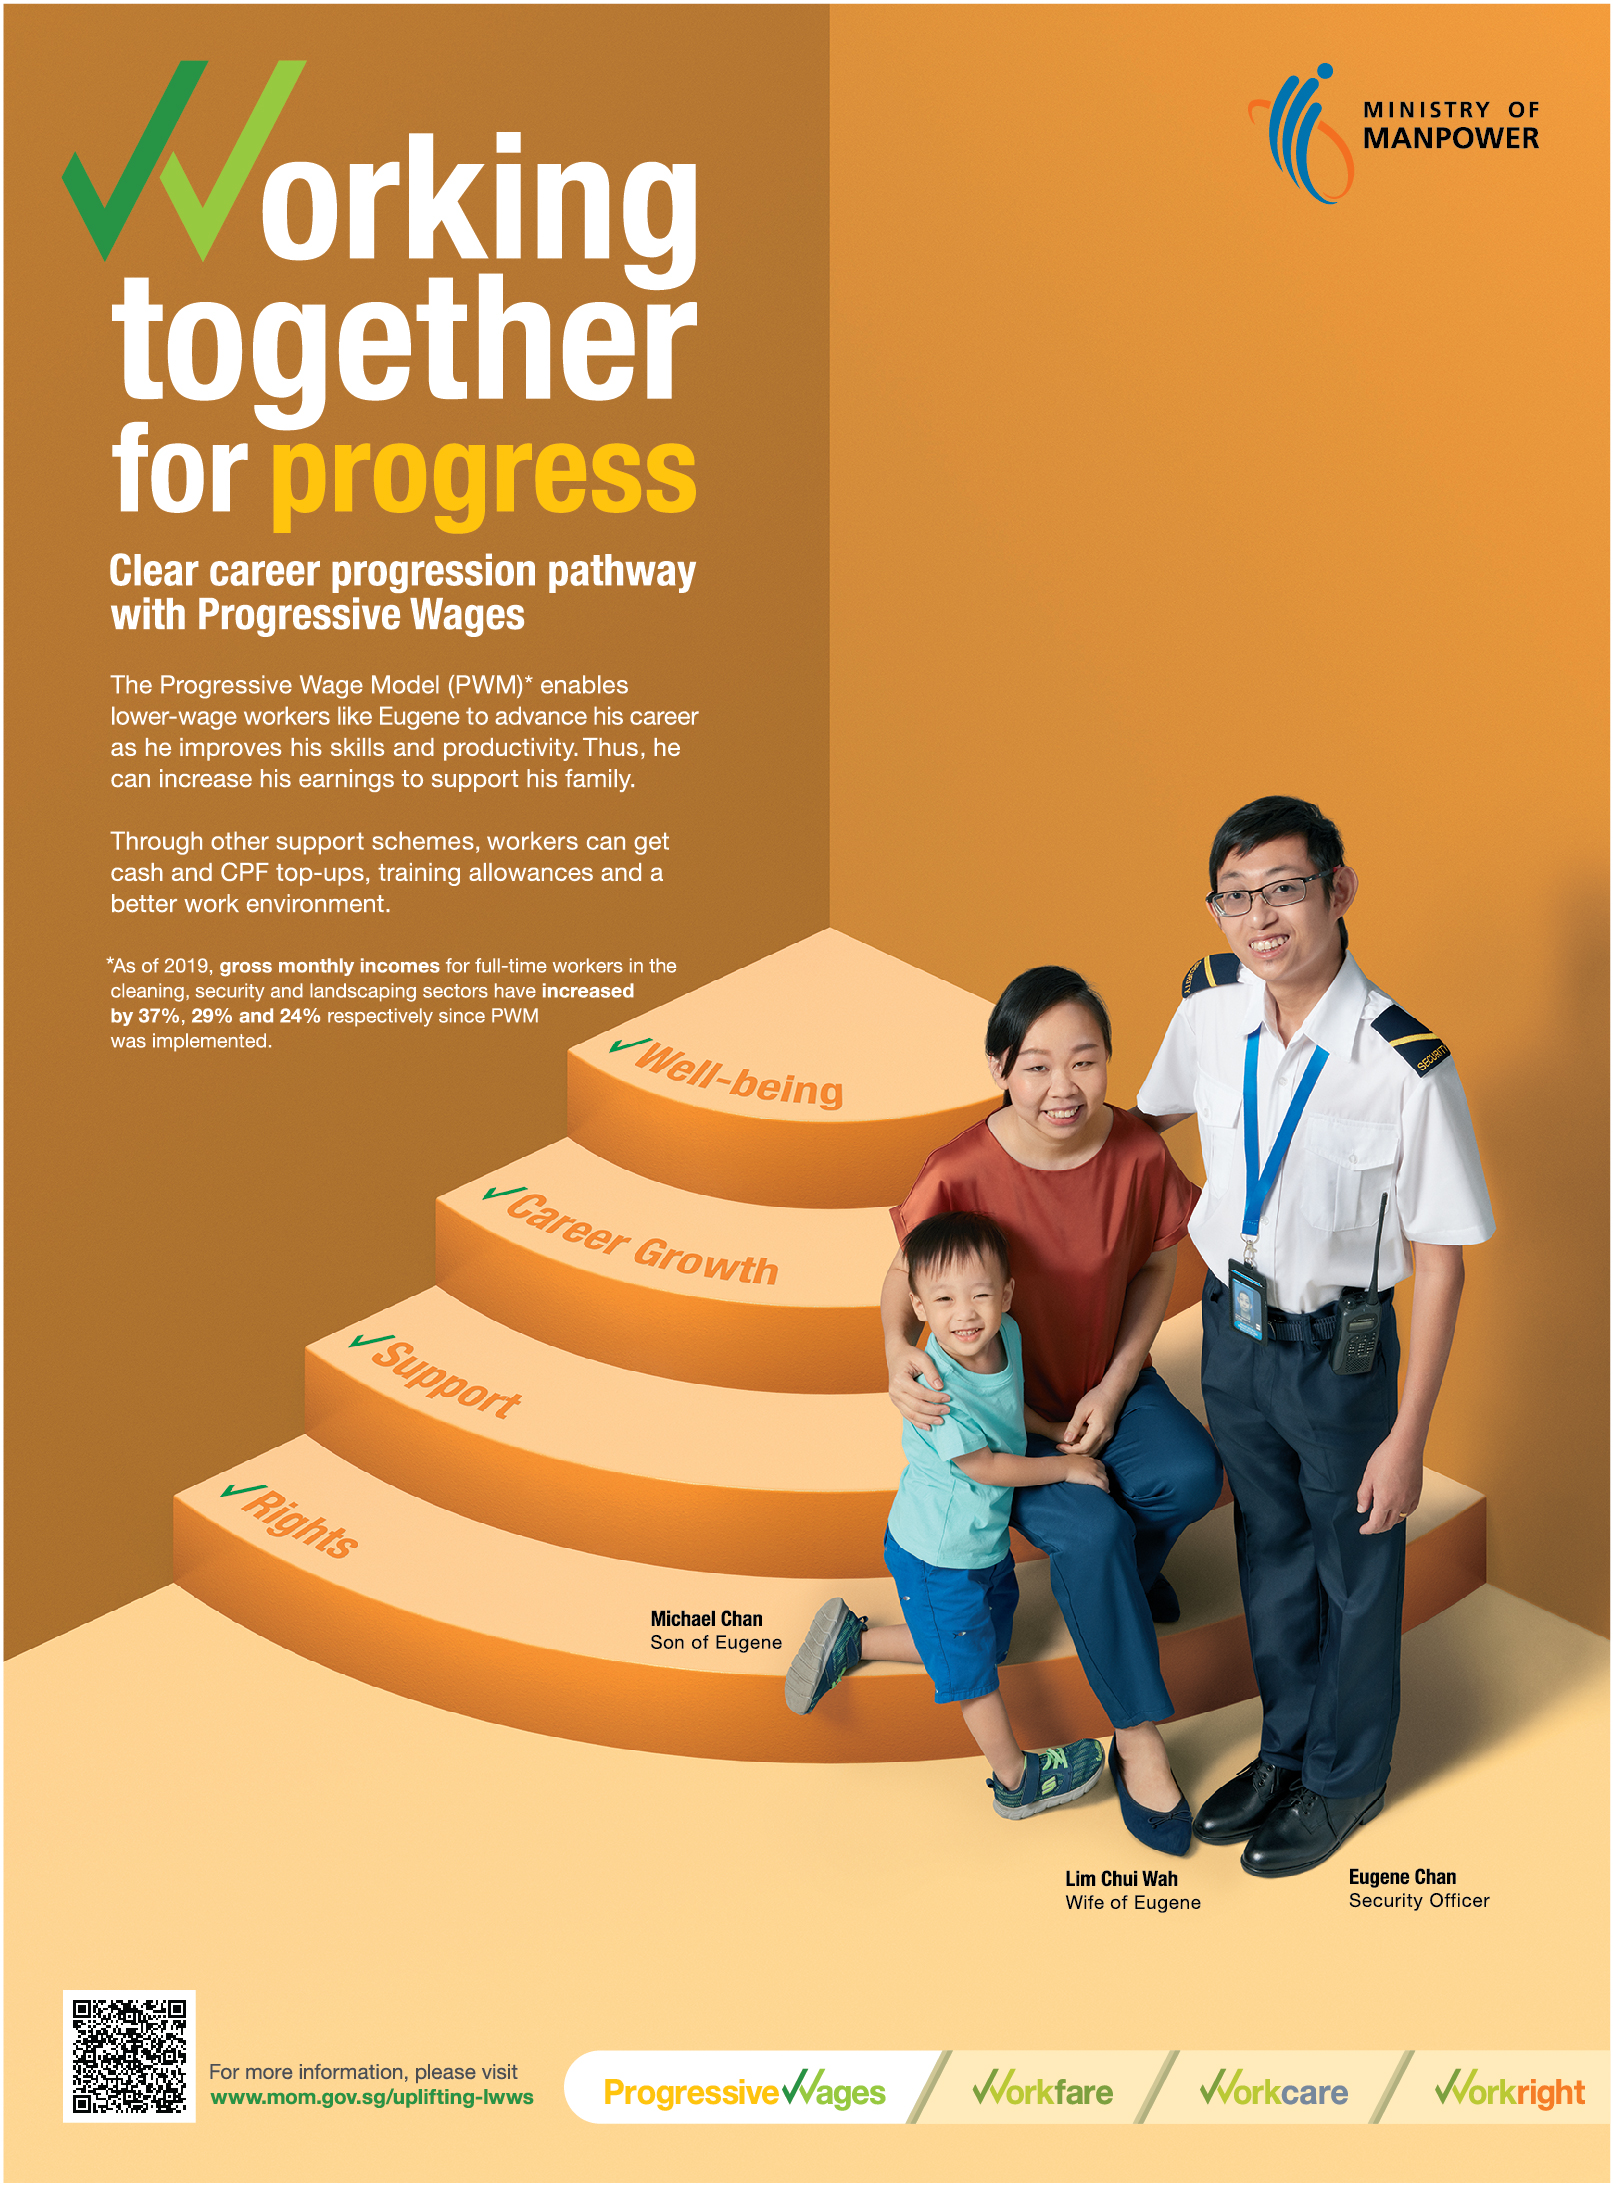 Working
together
for progress
MINISTRY OF
MANPOWER
Clear career progression pathway
with Progressive Wages
The Progressive Wage Model (PWM)* enables
lower-wage workers like Eugene to advance his career
as he improves his skills and productivity. Thus, he
can increase his earnings to support his family.
Through other support schemes, workers can get
cash and CPF top-ups, training allowances and a
better work environment.
*As of 2019, gross monthly incomes for full-time workers in the
cleaning, security and landscaping sectors have increased
by 37%, 29% and 24% respectively since PWM
was implemented.
Well-being
Career Growth
Support
Rights
SECURITY
SECURITY
Michael Chan
Son of Eugene
Lim Chui Wah
Wife of Eugene
Eugene Chan
Security Officer
For more information, please visit
www.mom.gov.sg/uplifting-lwws
Progressive Wages
Workfare
Workcare
Workright